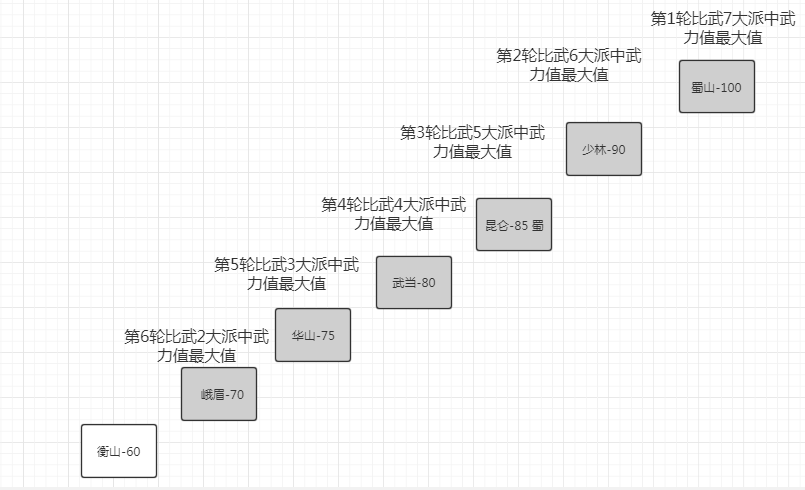 第1轮比武7大派中武
力值最大值
第2轮比武6大派中武
力值最大值
蜀山-100
第3轮比武5大派中武
力值最大值
少林-90
第4轮比武4大派中武
力值最大值
昆仑-85 蜀
第5轮比武3大派中武
力值最大值
武当-80
第6轮比武2大派中武
力值最大值
华山-75
峨眉-70
衡山-60